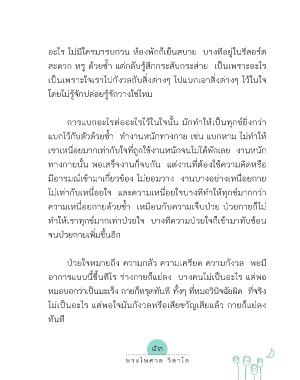 อะไร ไม่มีใครมารบกวน ห้องพักก็เย็นสบาย บางทีอยู่ในรีสอร์ต
สะดวก หรู ด้วยซ้ำ แต่กลับรู้สึกกระสับกระส่าย เป็นเพราะอะไร
เป็นเพราะใจเราไปกังวลกับสิ่งต่างๆ ไปแบกเอาสิ่งต่างๆ ไว้ในใจ
โดยไม่รู้จักปล่อยรู้จักวางใช่ไหม
การแบกอะไรต่ออะไรไว้ในใจนั้น มักทำให้เป็นทุกข์ยิ่งกว่า
แบกไว้กับตัวด้วยซ้ำ ทำงานหนักทางกาย เช่น แบกหาม ไม่ทำให้
เราเหนื่อยมากเท่ากับใจที่ถูกใช้งานหนักจนไม่ได้พักเลย งานหนัก
ทางกายนั้น พอเสร็จงานก็จบกัน แต่งานที่ต้องใช้ความคิดหรือ
มีอารมณ์เข้ามาเกี่ยวข้อง ไม่ยอมวาง งานบางอย่างเหนื่อยกาย
ไม่เท่ากับเหนื่อยใจ และความเหนื่อยใจบางทีทำให้ทุกข์มากกว่า
ความเหนื่อยกายด้วยซ้ำ เหมือนกับความเจ็บป่วย ป่วยกายก็ไม่
ทำให้เราทุกข์มากเท่าป่วยใจ บางทีความป่วยใจก็เข้ามาทับซ้อน
จนป่วยกายเพิ่มขึ้นอีก
ป่วยใจหมายถึง ความกลัว ความเครียด ความกังวล พอมี
อาการแบบนี้ขึ้นทีไร ร่างกายก็แย่ลง บางคนไม่เป็นอะไร แต่พอ
หมอบอกว่าเป็นมะเร็ง กายก็ทรุดทันที ทั้งๆ ที่หมอวินิจฉัยผิด ที่จริง
ไม่เป็นอะไร แต่พอใจมันกังวลหรือเสียขวัญเสียแล้ว กายก็แย่ลง
ทันที
๕๓
พระไพศาล วิสาโล